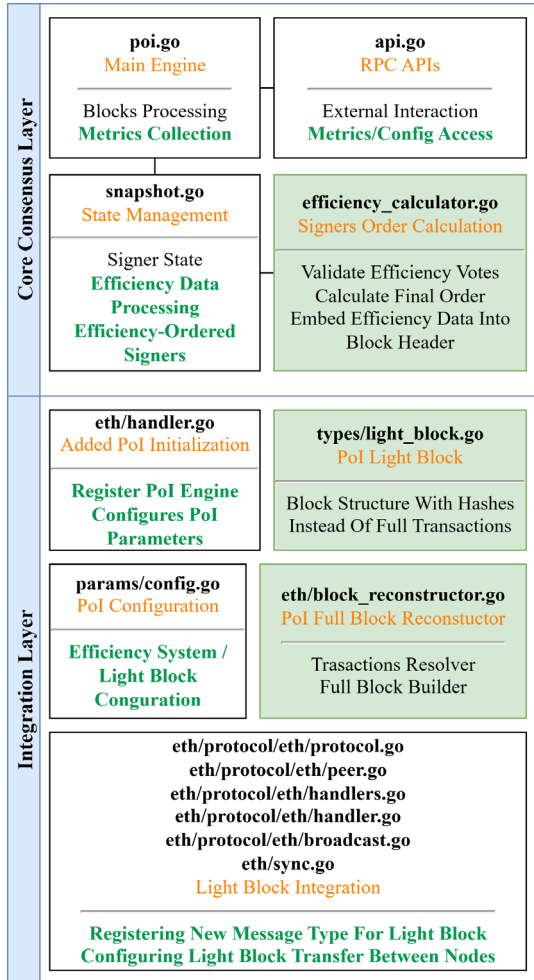 Core Consensus Layer
poi.go
Main Engine
Blocks Processing
Metrics Collection
api.go
RPC APIs
External Interaction
Metrics/Config Access
snapshot.go
State Management
Signer State
Efficiency Data
Processing
Efficiency-Ordered
Signers
efficiency_calculator.go
Signers Order Calculation
Validate Efficiency Votes
Calculate Final Order
Embed Efficiency Data Into
Block Header
Integration Layer
eth/handler.go
Added PoI Initialization
Register PoI Engine
Configures PoI
Parameters
types/light_block.go
PoI Light Block
Block Structure With Hashes
Instead Of Full Transactions
params/config.go
PoI Configuration
Efficiency System /
Light Block
Conguration
eth/block_reconstructor.go
PoI Full Block Reconstuctor
Trasactions Resolver
Full Block Builder
eth/protocol/eth/protocol.go
eth/protocol/eth/peer.go
eth/protocol/eth/handlers.go
eth/protocol/eth/handler.go
eth/protocol/eth/broadcast.go
eth/sync.go
Light Block Integration
Registering New Message Type For Light Block
Configuring Light Block Transfer Between Nodes